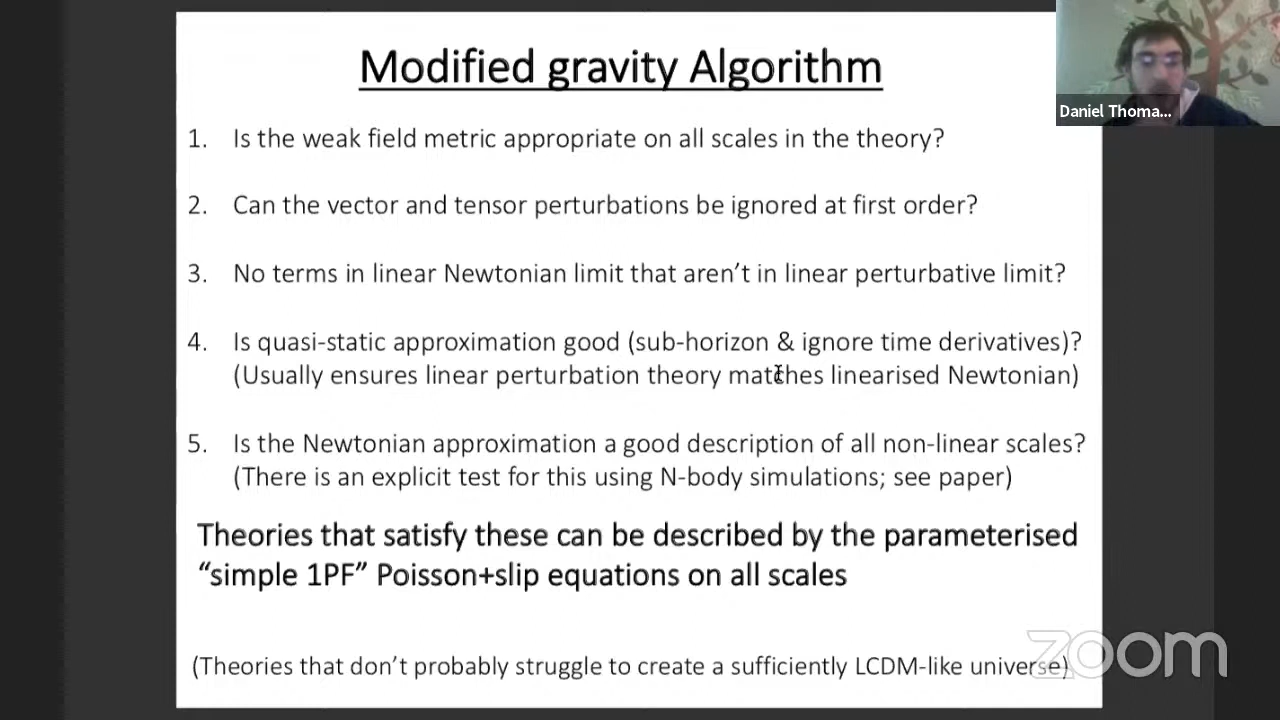 Modified gravity Algorithm
Daniel Thoma...
1. Is the weak field metric appropriate on all scales in the theory?
2. Can the vector and tensor perturbations be ignored at first order?
3. No terms in linear Newtonian limit that aren’t in linear perturbative limit?
4. Is quasi-static approximation good (sub-horizon & ignore time derivatives)?
(Usually ensures linear perturbation theory matches linearised Newtonian)
5. Is the Newtonian approximation a good description of all non-linear scales?
(There is an explicit test for this using N-body simulations; see paper)
Theories that satisfy these can be described by the parameterised
“simple 1PF” Poisson+slip equations on all scales
(Theories that don’t probably struggle to create a sufficiently LCDM-like universe)
zoom